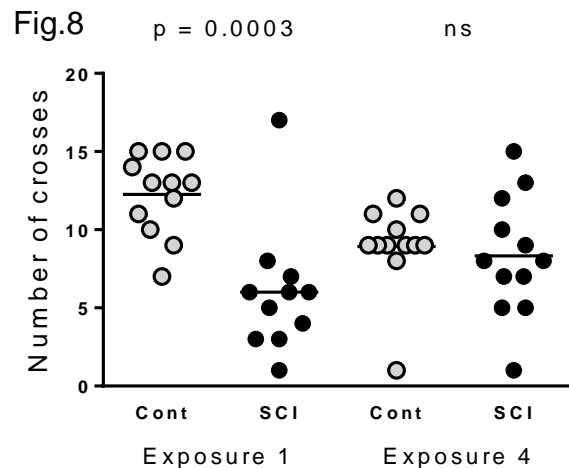 Fig.8
p = 0.0003 ns
Number of crosses
20
15
10
5
0
Cont SCI Cont SCI
Exposure 1 Exposure 4